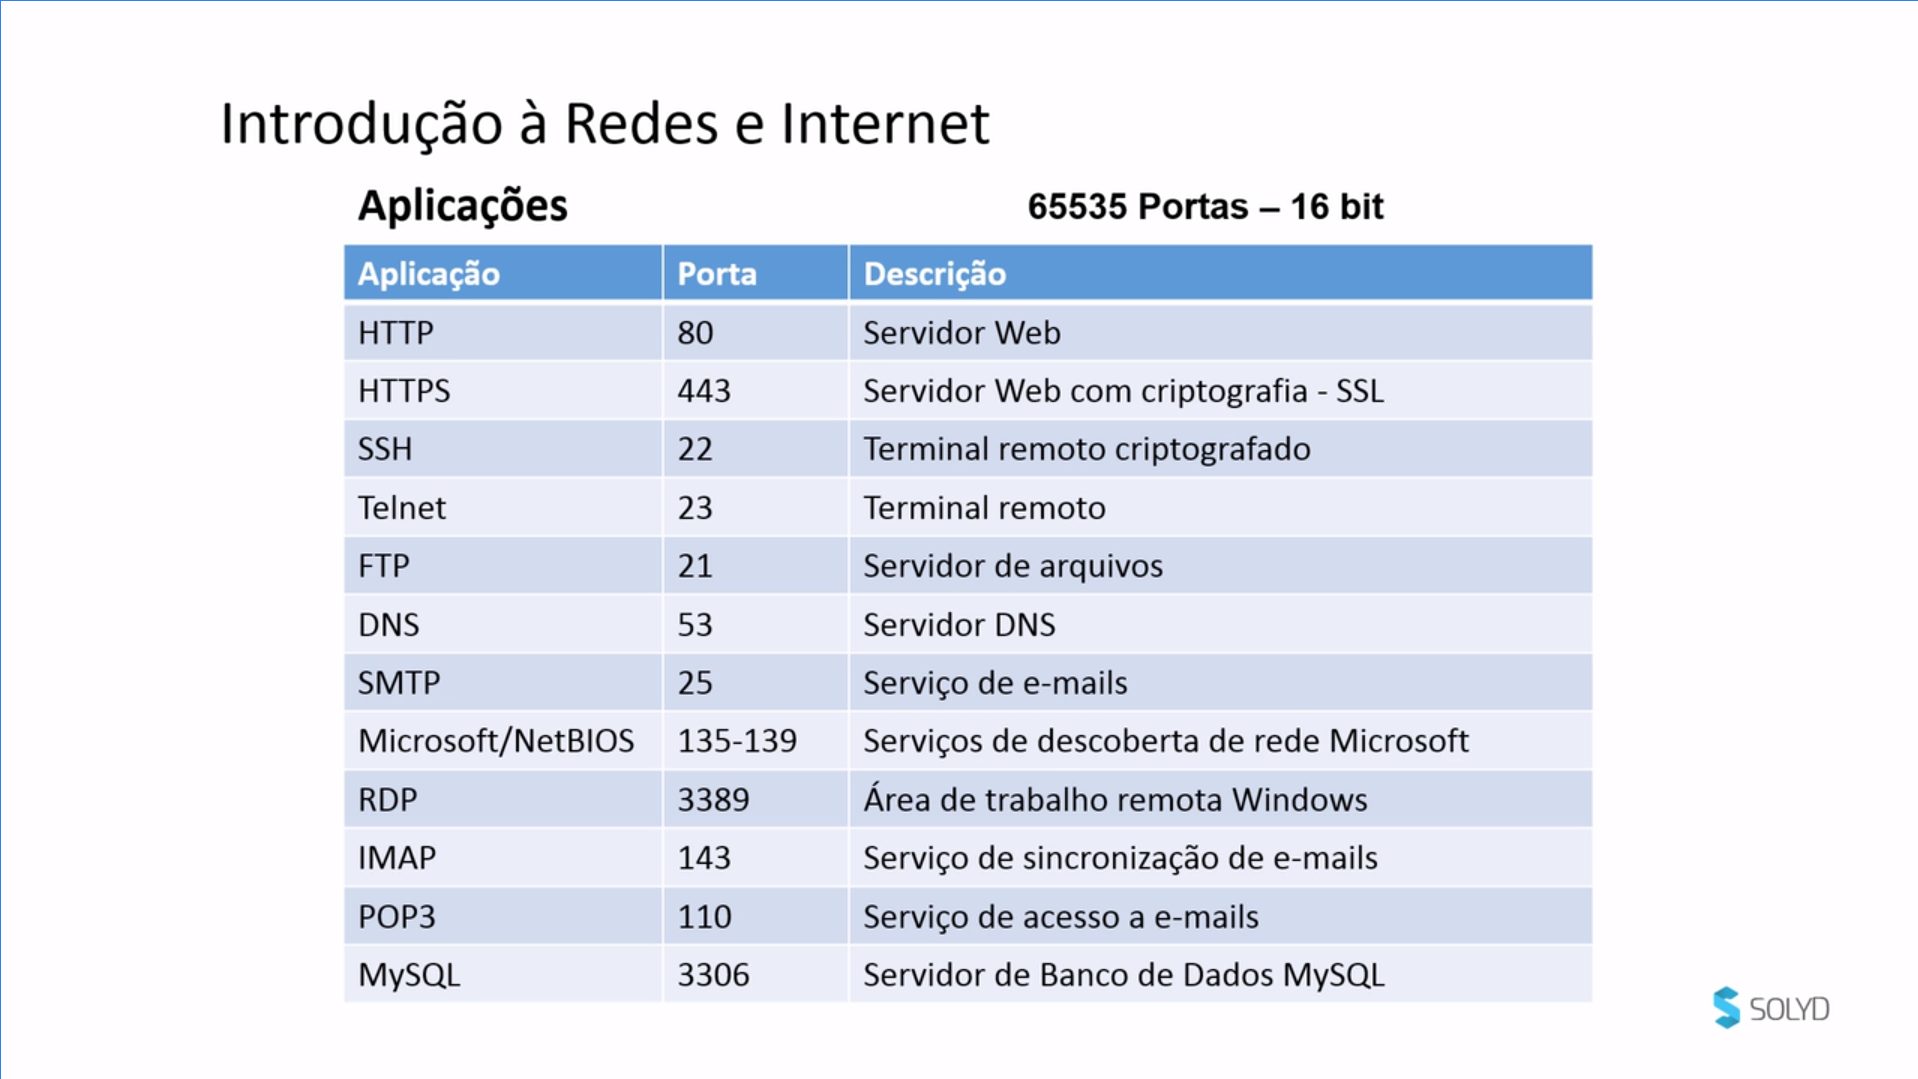 Introdução à Redes e Internet
Aplicações
65535 Portas – 16 bit
Aplicação Porta Descrição
HTTP 80 Servidor Web
HTTPS 443 Servidor Web com criptografia - SSL
SSH 22 Terminal remoto criptografado
Telnet 23 Terminal remoto
FTP 21 Servidor de arquivos
DNS 53 Servidor DNS
SMTP 25 Serviço de e-mails
Microsoft/NetBIOS 135-139 Serviços de descoberta de rede Microsoft
RDP 3389 Área de trabalho remota Windows
IMAP 143 Serviço de sincronização de e-mails
POP3 110 Serviço de acesso a e-mails
MySQL 3306 Servidor de Banco de Dados MySQL
SOLYD